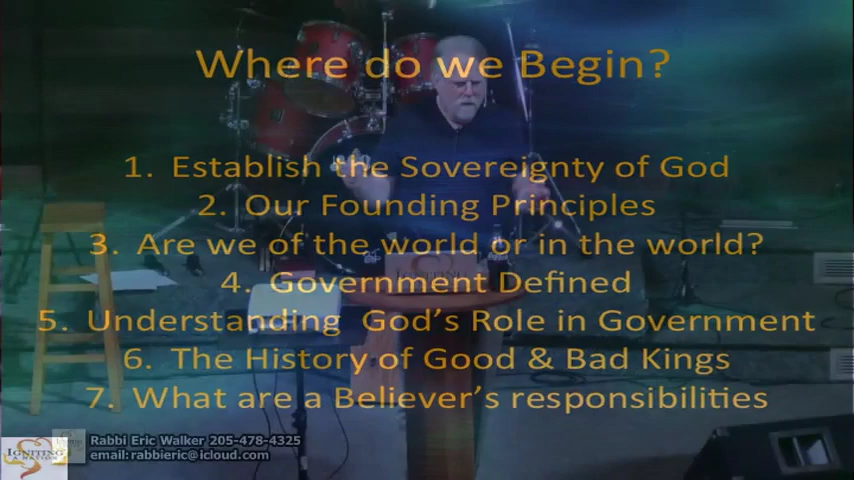 Where do we Begin?
1. Establish the Sovereignty of God
2. Our Founding Principles
3. Are we of the world or in the world?
4. Government Defined
5. Understanding God's Role in Government
6. The History of Good & Bad Kings
7. What are a Believer's responsibilities
Rabbi Eric Walker 205-478-4325
email: rabbieric@icloud.com
IGNITING
A NATION